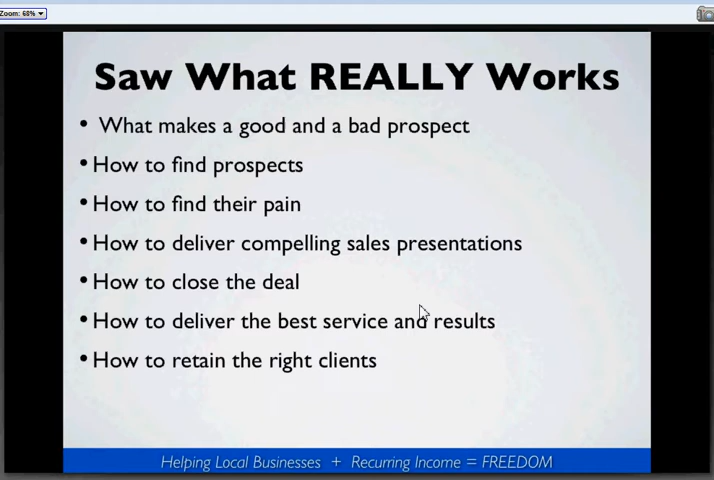 Zoom: 68%
Saw What REALLY Works
• What makes a good and a bad prospect
• How to find prospects
• How to find their pain
• How to deliver compelling sales presentations
• How to close the deal
• How to deliver the best service and results
• How to retain the right clients
Helping Local Businesses + Recurring Income = FREEDOM